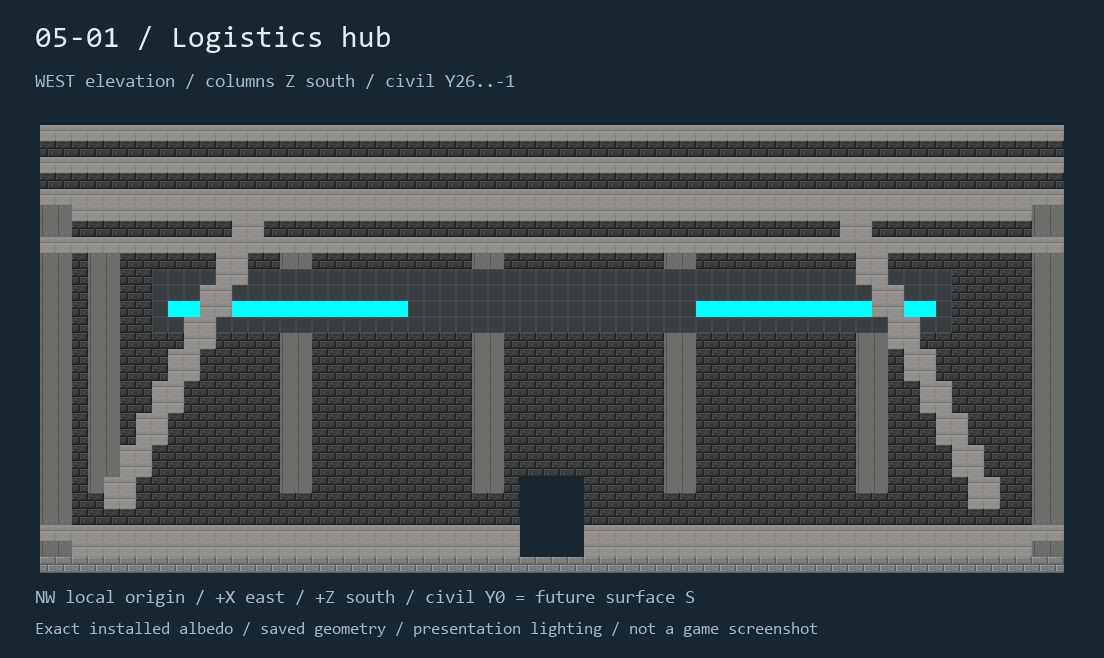 05-01 / Logistics hub
WEST elevation / columns Z south / civil Y26..-1
NW local origin / +X east / +Z south / civil Y0 = future surface S
Exact installed albedo / saved geometry / presentation lighting / not a game screenshot